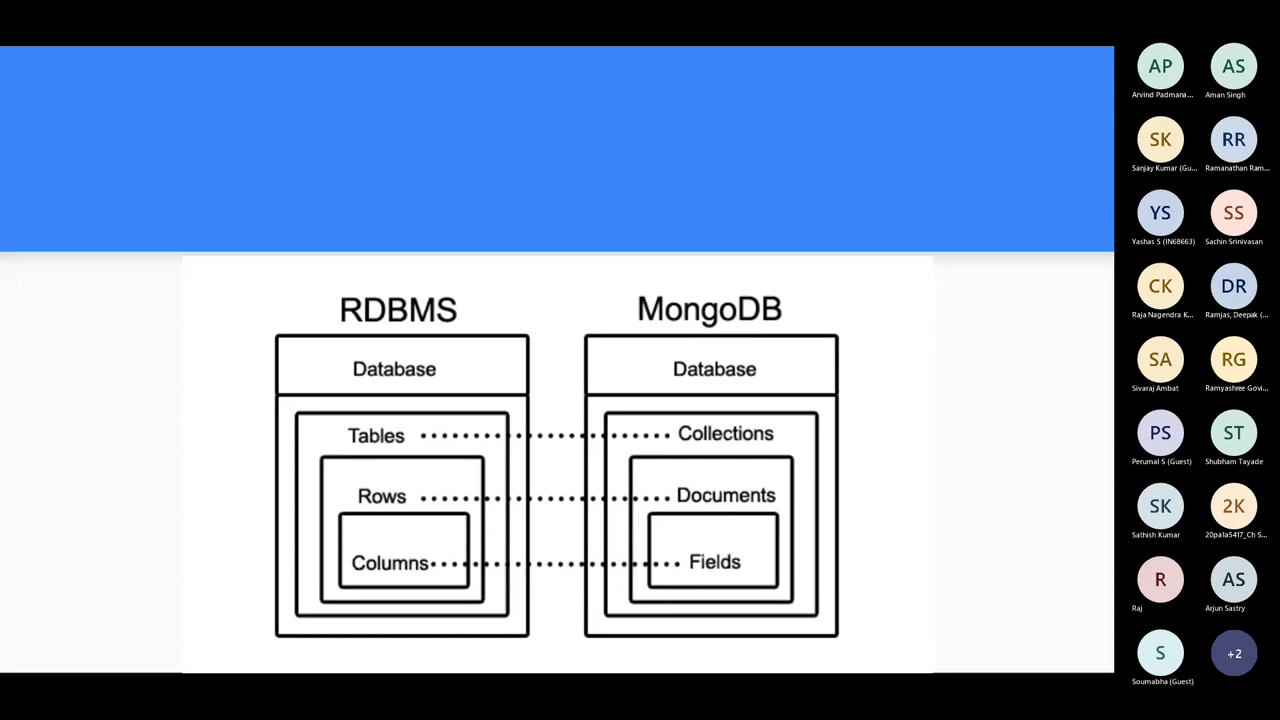 RDBMS
MongoDB
Database
Database
Tables
Collections
Rows
Documents
Columns
Fields
AP
AS
Arvind Padmana...
Aman Singh
SK
RR
Sanjay Kumar (Gu...
Ramanathan Ram...
YS
SS
Yashas S (IN68663)
Sachin Srinivasan
CK
DR
Raja Nagendra K...
Ramjas, Deepak (...
SA
RG
Sivaraj Ambat
Ramyashree Govi...
PS
ST
Perumal S (Guest)
Shubham Tayade
SK
2K
Sathish Kumar
20pa1a5417_Ch S...
R
AS
Raj
Arjun Sastry
S
+2
Soumabha (Guest)